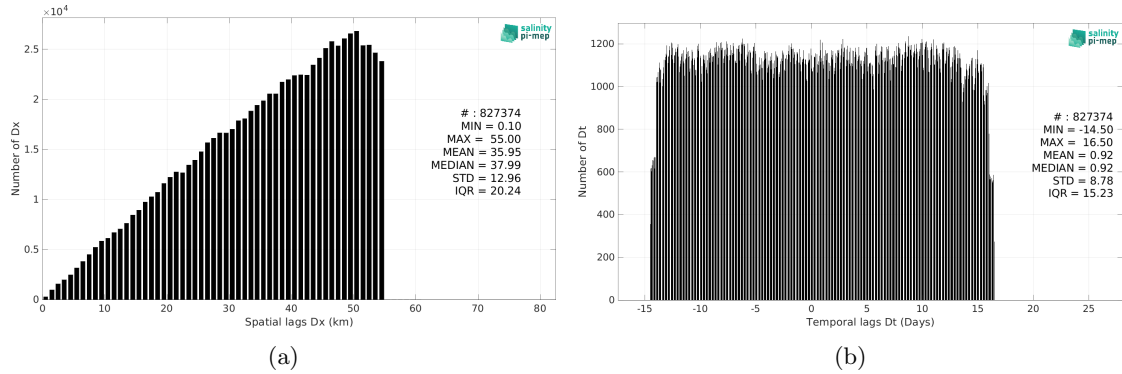 ×10⁴
2.5
2
1.5
1
0.5
0
Number of Dx
0 10 20 30 40 50 60 70 80
Spatial lags Dx (km)
salinity
pi-mep
# : 827374
MIN = 0.10
MAX = 55.00
MEAN = 35.95
MEDIAN = 37.99
STD = 12.96
IQR = 20.24
(a)
1200
1000
800
600
400
200
0
Number of Dt
-15 -10 -5 0 5 10 15 20 25
Temporal lags Dt (Days)
salinity
pi-mep
# : 827374
MIN = -14.50
MAX = 16.50
MEAN = 0.92
MEDIAN = 0.92
STD = 8.78
IQR = 15.23
(b)